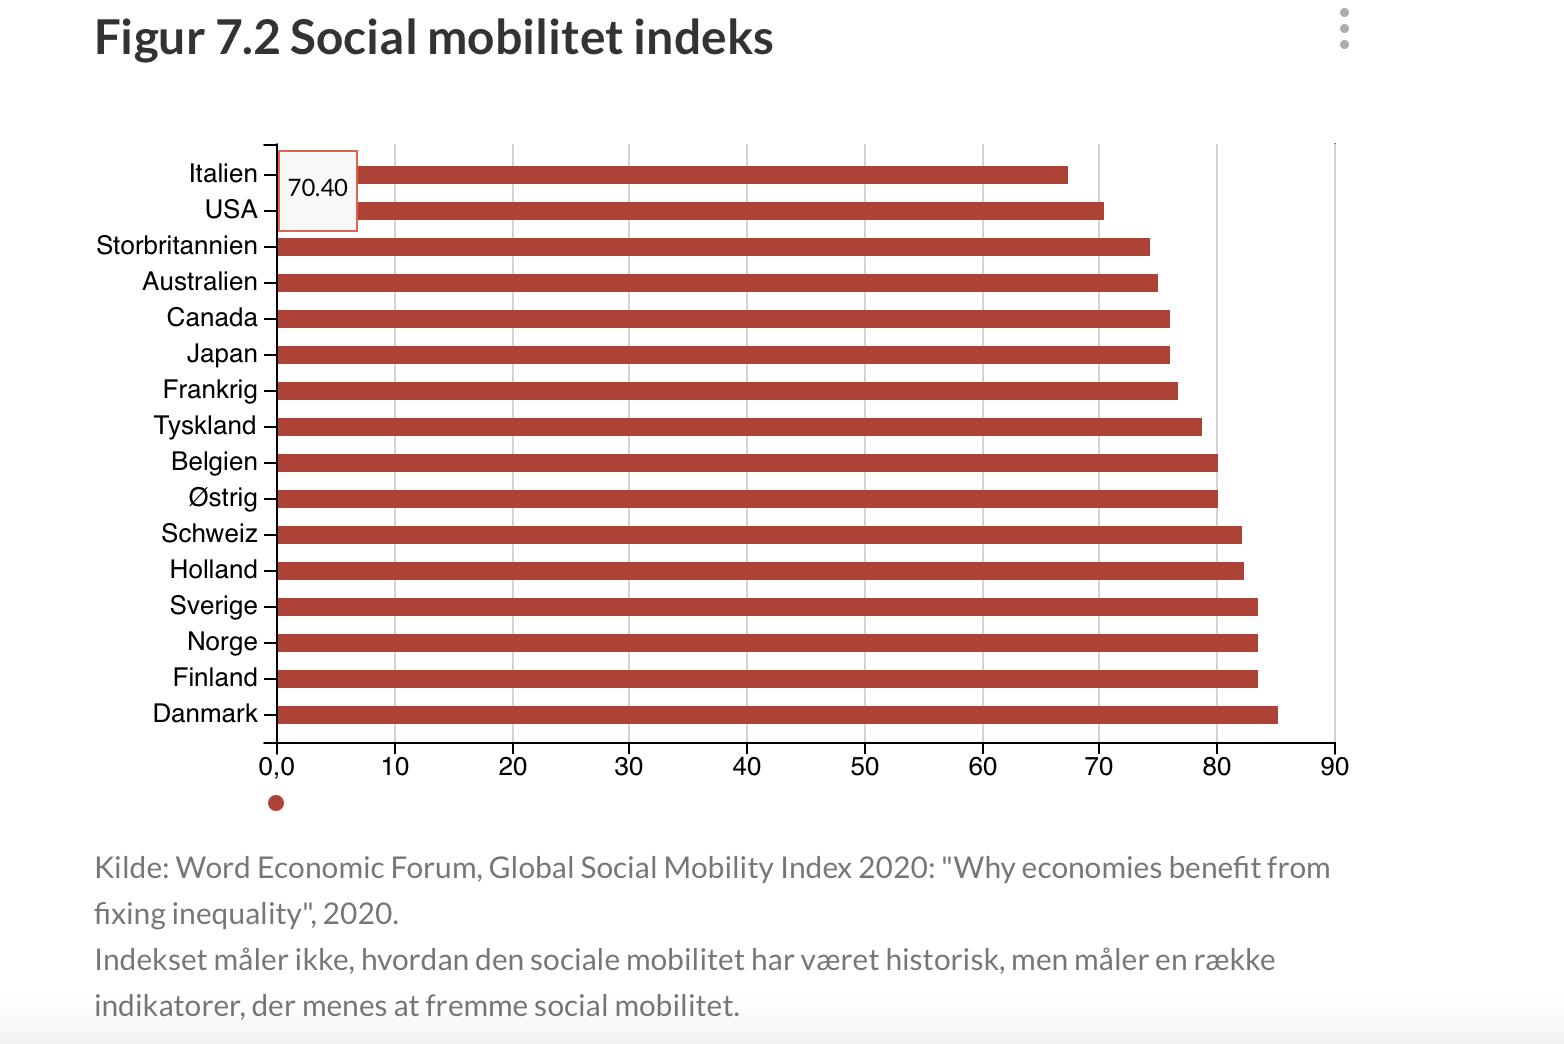 Figur 7.2 Social mobilitet indeks
Italien
70.40
USA
Storbritannien
Australien
Canada
Japan
Frankrig
Tyskland
Belgien
Østrig
Schweiz
Holland
Sverige
Norge
Finland
Danmark
0,0 10 20 30 40 50 60 70 80 90
Kilde: Word Economic Forum, Global Social Mobility Index 2020: "Why economies benefit from
fixing inequality", 2020.
Indekset måler ikke, hvordan den sociale mobilitet har været historisk, men måler en række
indikatorer, der menes at fremme social mobilitet.